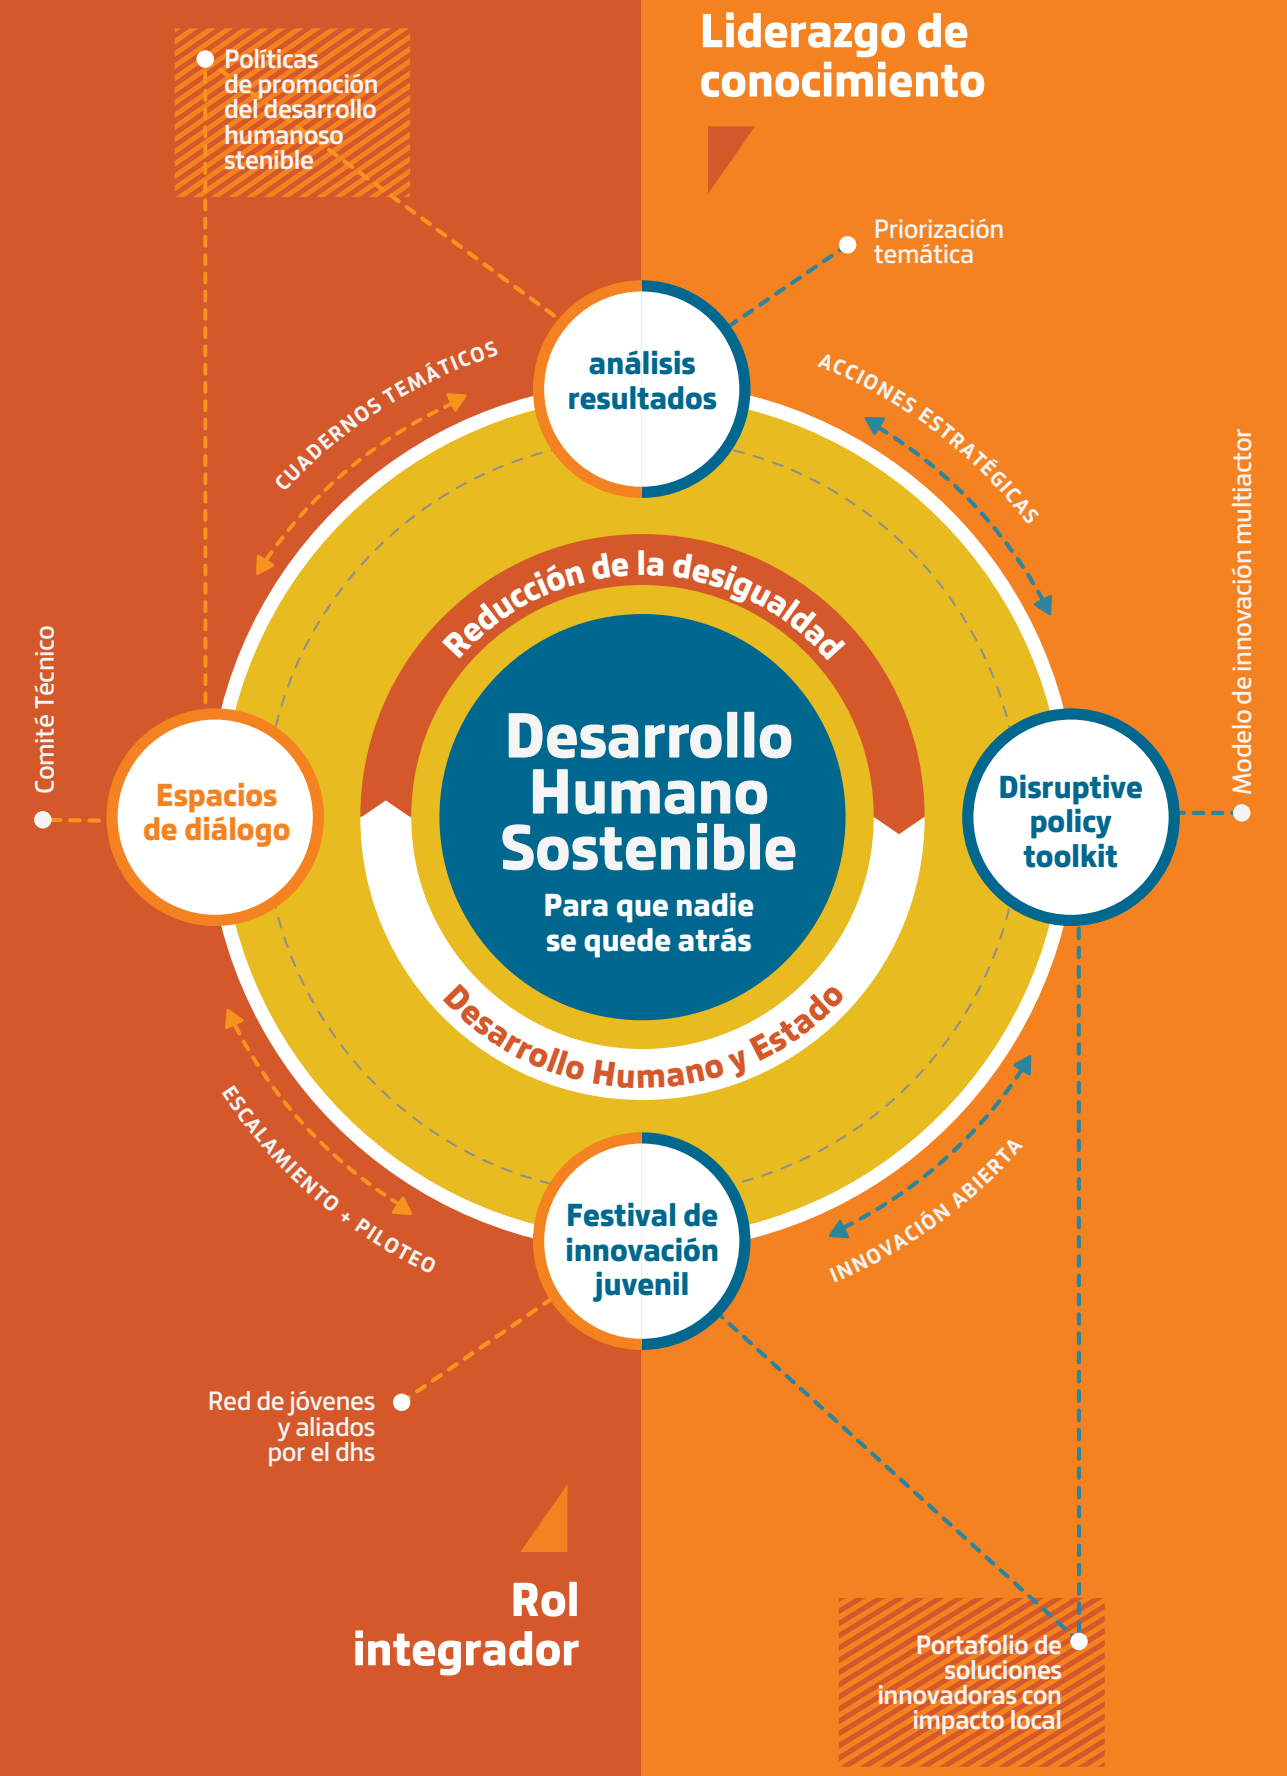 Liderazgo de
conocimiento
Políticas
de promoción
del desarrollo
humanoso
stenible
Priorización
temática
análisis
resultados
CUADERNOS TEMÁTICOS
ACCIONES ESTRATÉGICAS
Modelo de innovación multiactor
Comité Técnico
Reducción de la desigualdad
Desarrollo
Humano
Sostenible
Para que nadie
se quede atrás
Espacios
de diálogo
Disruptive
policy
toolkit
Desarrollo Humano y Estado
ESCALAMIENTO + PILOTEO
INNOVACIÓN ABIERTA
Festival de
innovación
juvenil
Red de jóvenes
y aliados
por el dhs
Rol
integrador
Portafolio de
soluciones
innovadoras con
impacto local